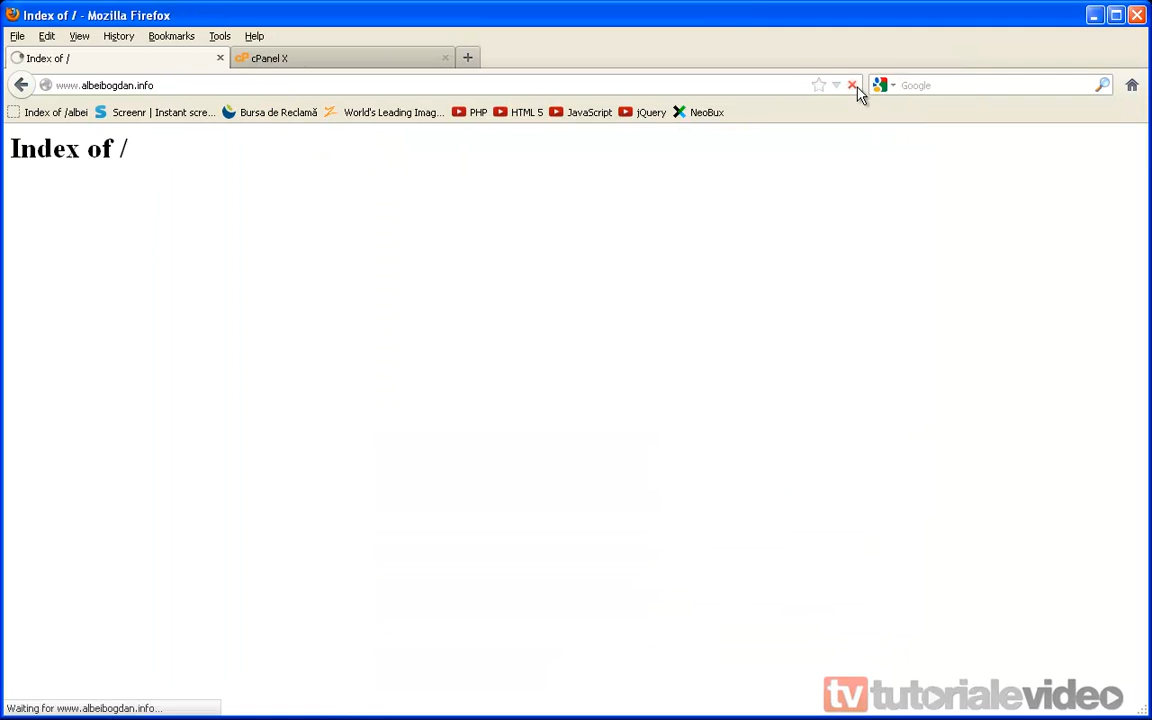 Index of / - Mozilla Firefox
File Edit View History Bookmarks Tools Help
Index of / cPanel X
www.albeibogdan.info Google
Index of /albei Screenr | Instant scre... Bursa de Reclamă World's Leading Imag... PHP HTML 5 JavaScript jQuery NeoBux
Index of /
Waiting for www.albeibogdan.info...
tv tutorialevideo